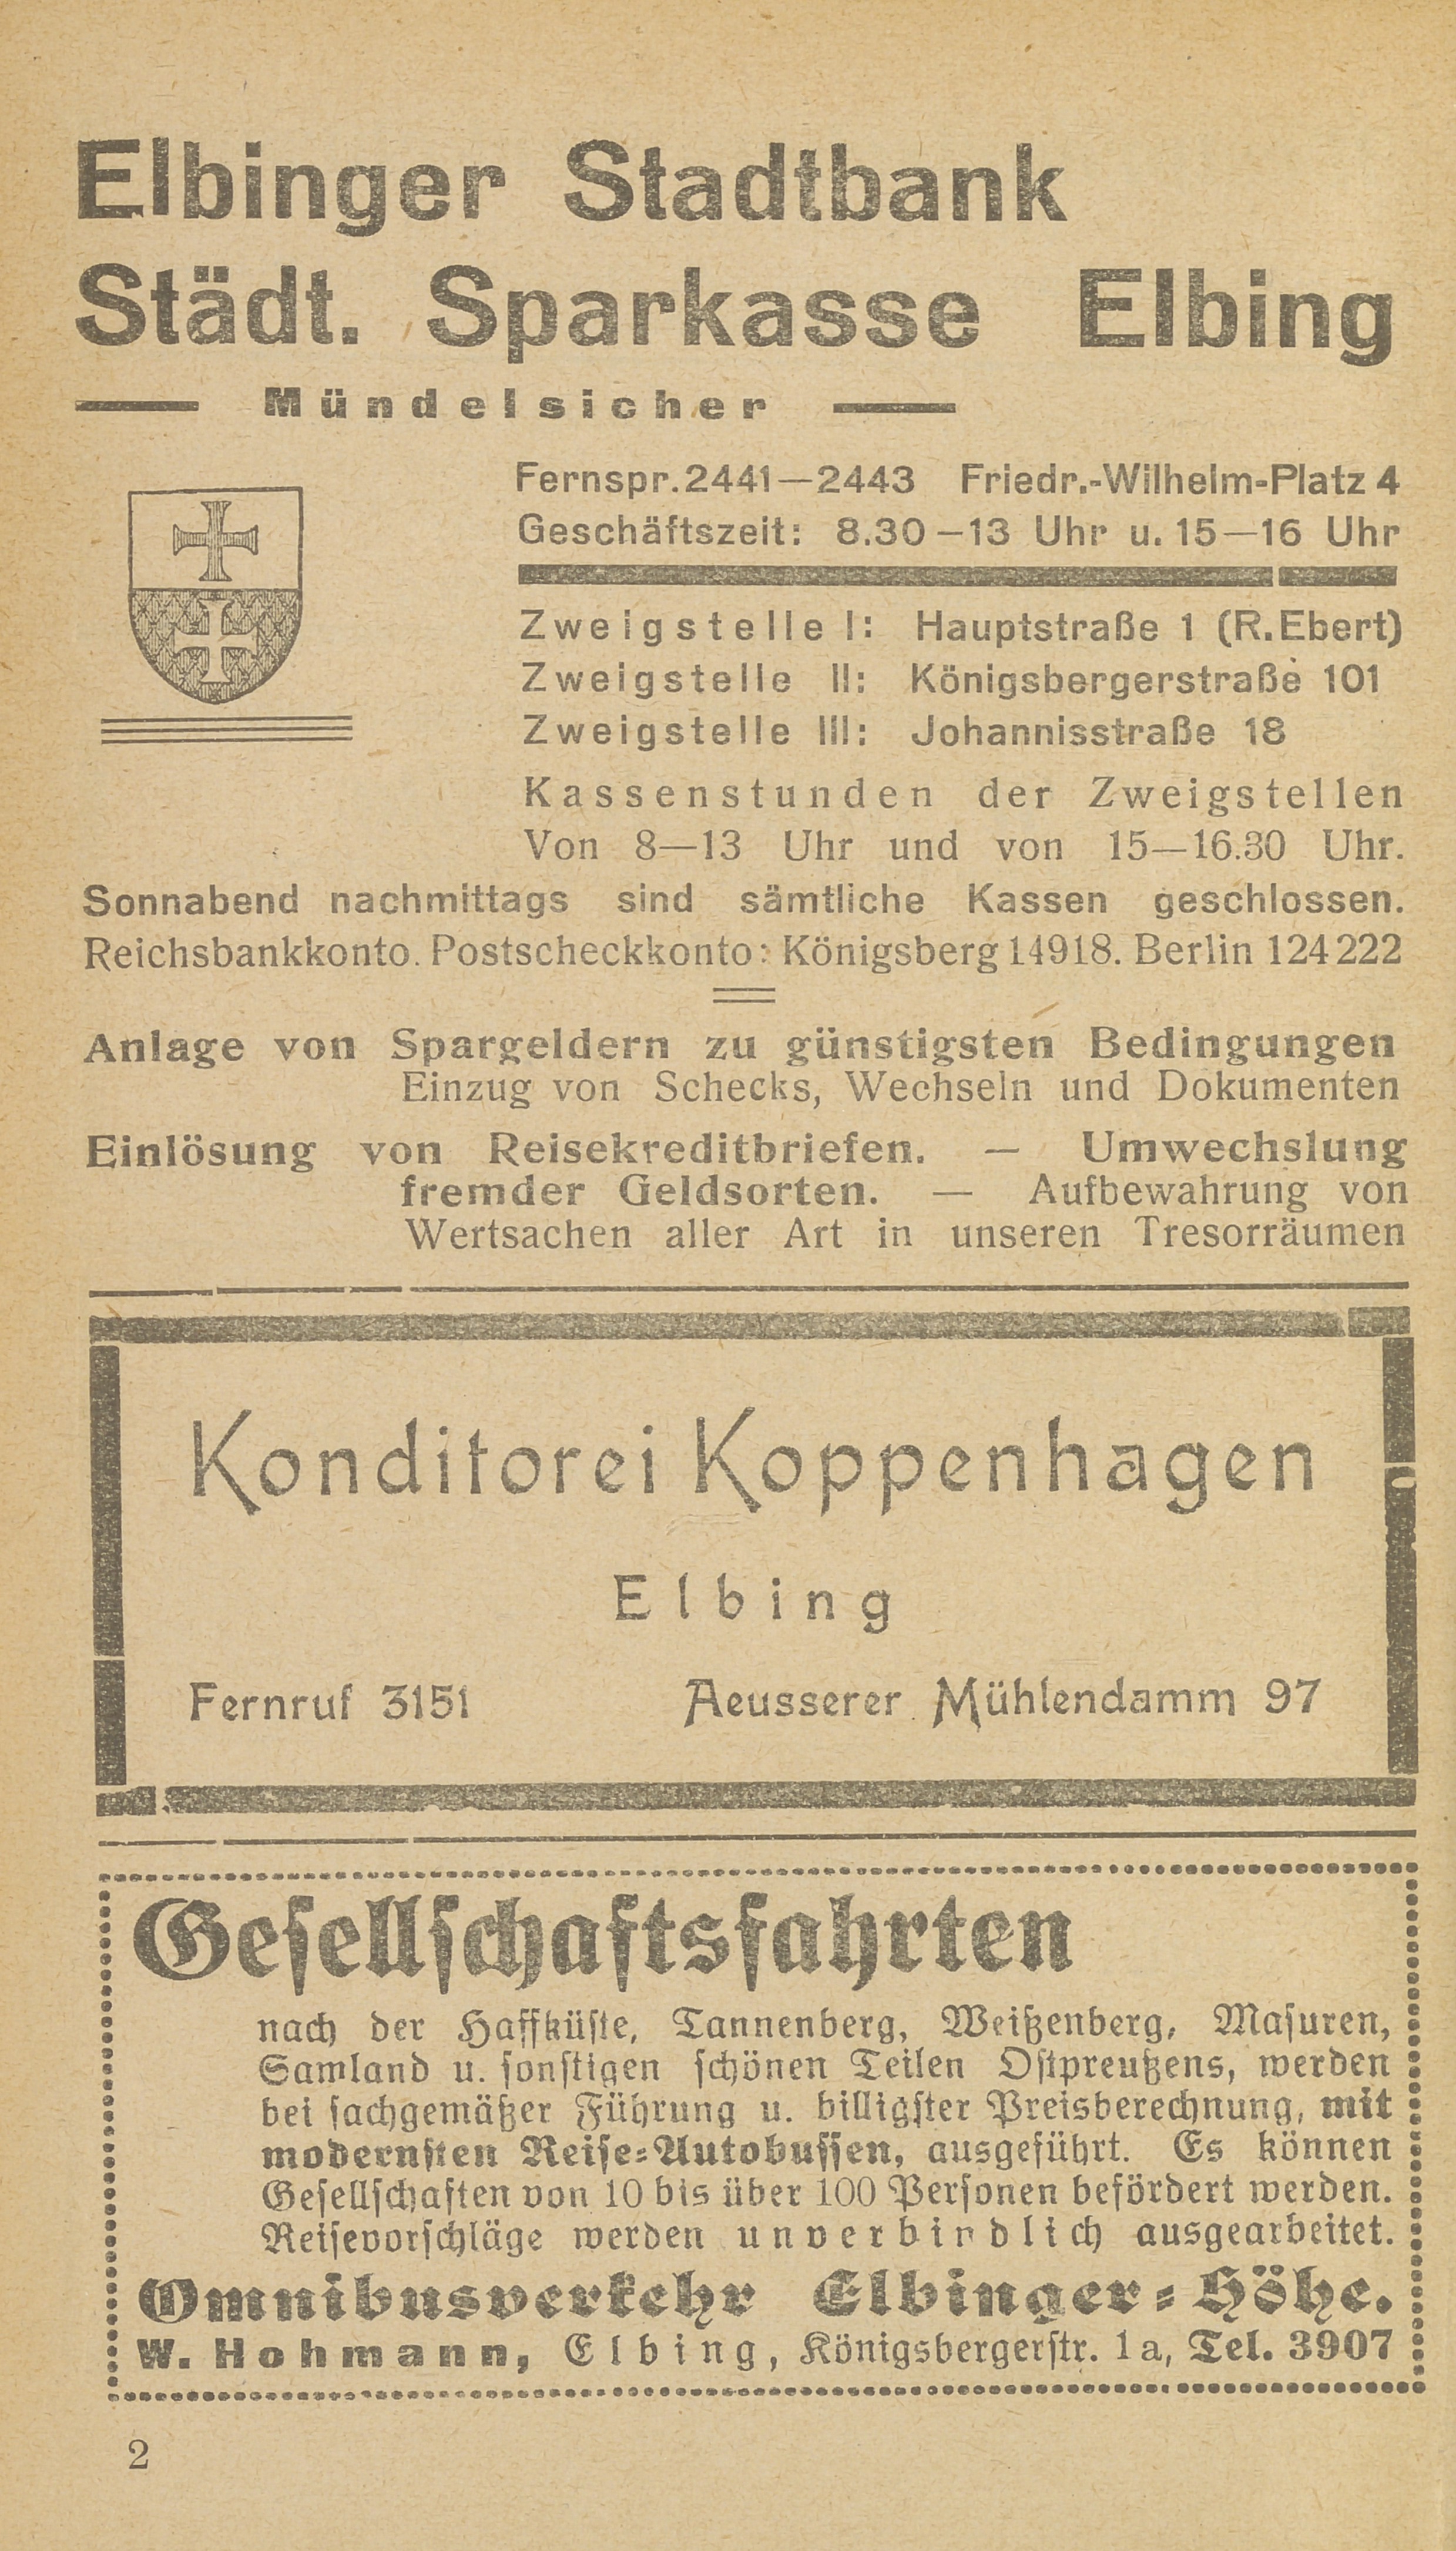 Elbinger Stadtbank
Städt. Sparkasse Elbing
— Mündelsicher —
Fernspr. 2441—2443 Friedr.-Wilhelm-Platz 4
Geschäftszeit: 8.30—13 Uhr u. 15—16 Uhr
Zweigstelle I: Hauptstraße 1 (R. Ebert)
Zweigstelle II: Königsbergerstraße 101
Zweigstelle III: Johannisstraße 18
Kassenstunden der Zweigstellen
Von 8—13 Uhr und von 15—16.30 Uhr.
Sonnabend nachmittags sind sämtliche Kassen geschlossen.
Reichsbankkonto. Postscheckkonto: Königsberg 14918. Berlin 124222
Anlage von Spargeldern zu günstigsten Bedingungen
Einzug von Schecks, Wechseln und Dokumenten
Einlösung von Reisekreditbriefen. — Umwechslung
fremder Geldsorten. — Aufbewahrung von
Wertsachen aller Art in unseren Tresorräumen
Konditorei Koppenhagen
Elbing
Fernruf 3151 Aeusserer Mühlendamm 97
Gesellschaftsfahrten
nach der Haffküste, Tannenberg, Weißenberg, Masuren,
Samland u. sonstigen schönen Teilen Ostpreußens, werden
bei sachgemäßer Führung u. billigster Preisberechnung, mit
modernsten Reise-Autobussen, ausgeführt. Es können
Gesellschaften von 10 bis über 100 Personen befördert werden.
Reisevorschläge werden unverbindlich ausgearbeitet.
Omnibusverkehr Elbinger-Höhe.
W. Hohmann, Elbing, Königsbergerstr. 1a, Tel. 3907
2